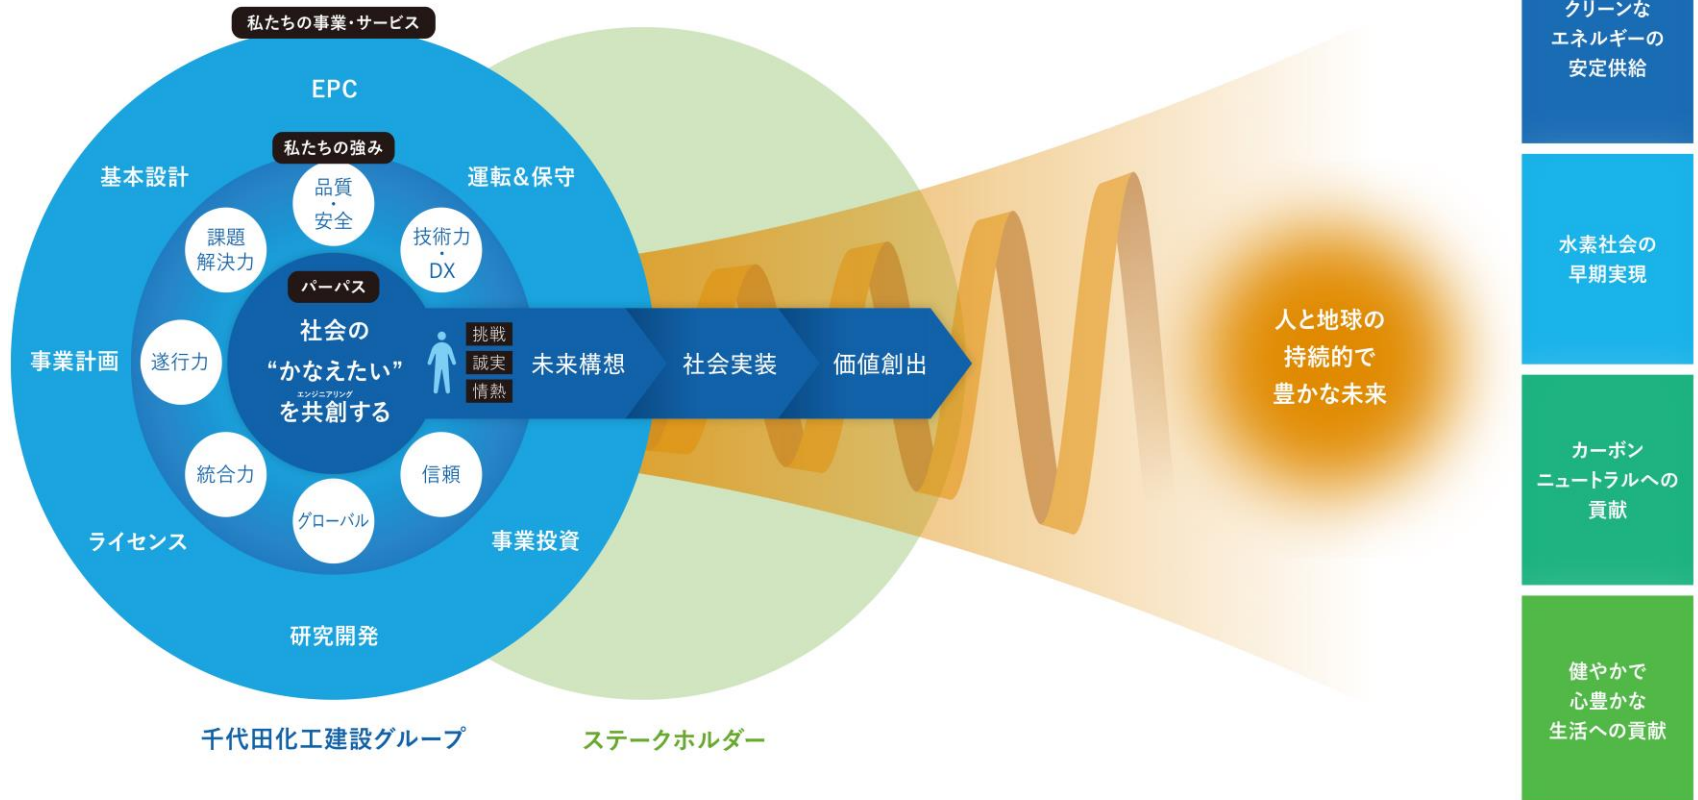 私たちの事業・サービス
EPC
基本設計
運転&保守
事業計画
ライセンス
事業投資
研究開発
私たちの強み
品質
・
安全
課題
解決力
技術力
・
DX
遂行力
統合力
信頼
グローバル
パーパス
社会の
“かなえたい”
エンジニアリング
を共創する
挑戦
誠実
情熱
未来構想
社会実装
価値創出
人と地球の
持続的で
豊かな未来
千代田化工建設グループ
ステークホルダー
クリーンな
エネルギーの
安定供給
水素社会の
早期実現
カーボン
ニュートラルへの
貢献
健やかで
心豊かな
生活への貢献